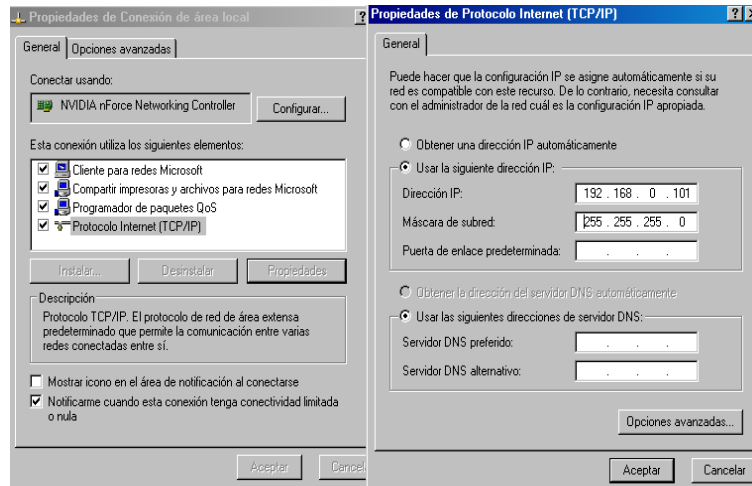 Propiedades de Conexión de área local
?
General
Opciones avanzadas
Conectar usando:
NVIDIA nForce Networking Controller
Configurar...
Esta conexión utiliza los siguientes elementos:
Cliente para redes Microsoft
Compartir impresoras y archivos para redes Microsoft
Programador de paquetes QoS
Protocolo Internet (TCP/IP)
Instalar...
Desinstalar
Propiedades
Descripción
Protocolo TCP/IP. El protocolo de red de área extensa
predeterminado que permite la comunicación entre varias
redes conectadas entre sí.
Mostrar icono en el área de notificación al conectarse
Notificarme cuando esta conexión tenga conectividad limitada
o nula
Aceptar
Cancel
Propiedades de Protocolo Internet (TCP/IP)
?
General
Puede hacer que la configuración IP se asigne automáticamente si su
red es compatible con este recurso. De lo contrario, necesita consultar
con el administrador de la red cuál es la configuración IP apropiada.
Obtener una dirección IP automáticamente
Usar la siguiente dirección IP:
Dirección IP: 192 . 168 . 0 . 101
Máscara de subred: 255 . 255 . 255 . 0
Puerta de enlace predeterminada: . . .
Obtener la dirección del servidor DNS automáticamente
Usar las siguientes direcciones de servidor DNS:
Servidor DNS preferido: . . .
Servidor DNS alternativo: . . .
Opciones avanzadas...
Aceptar
Cancelar